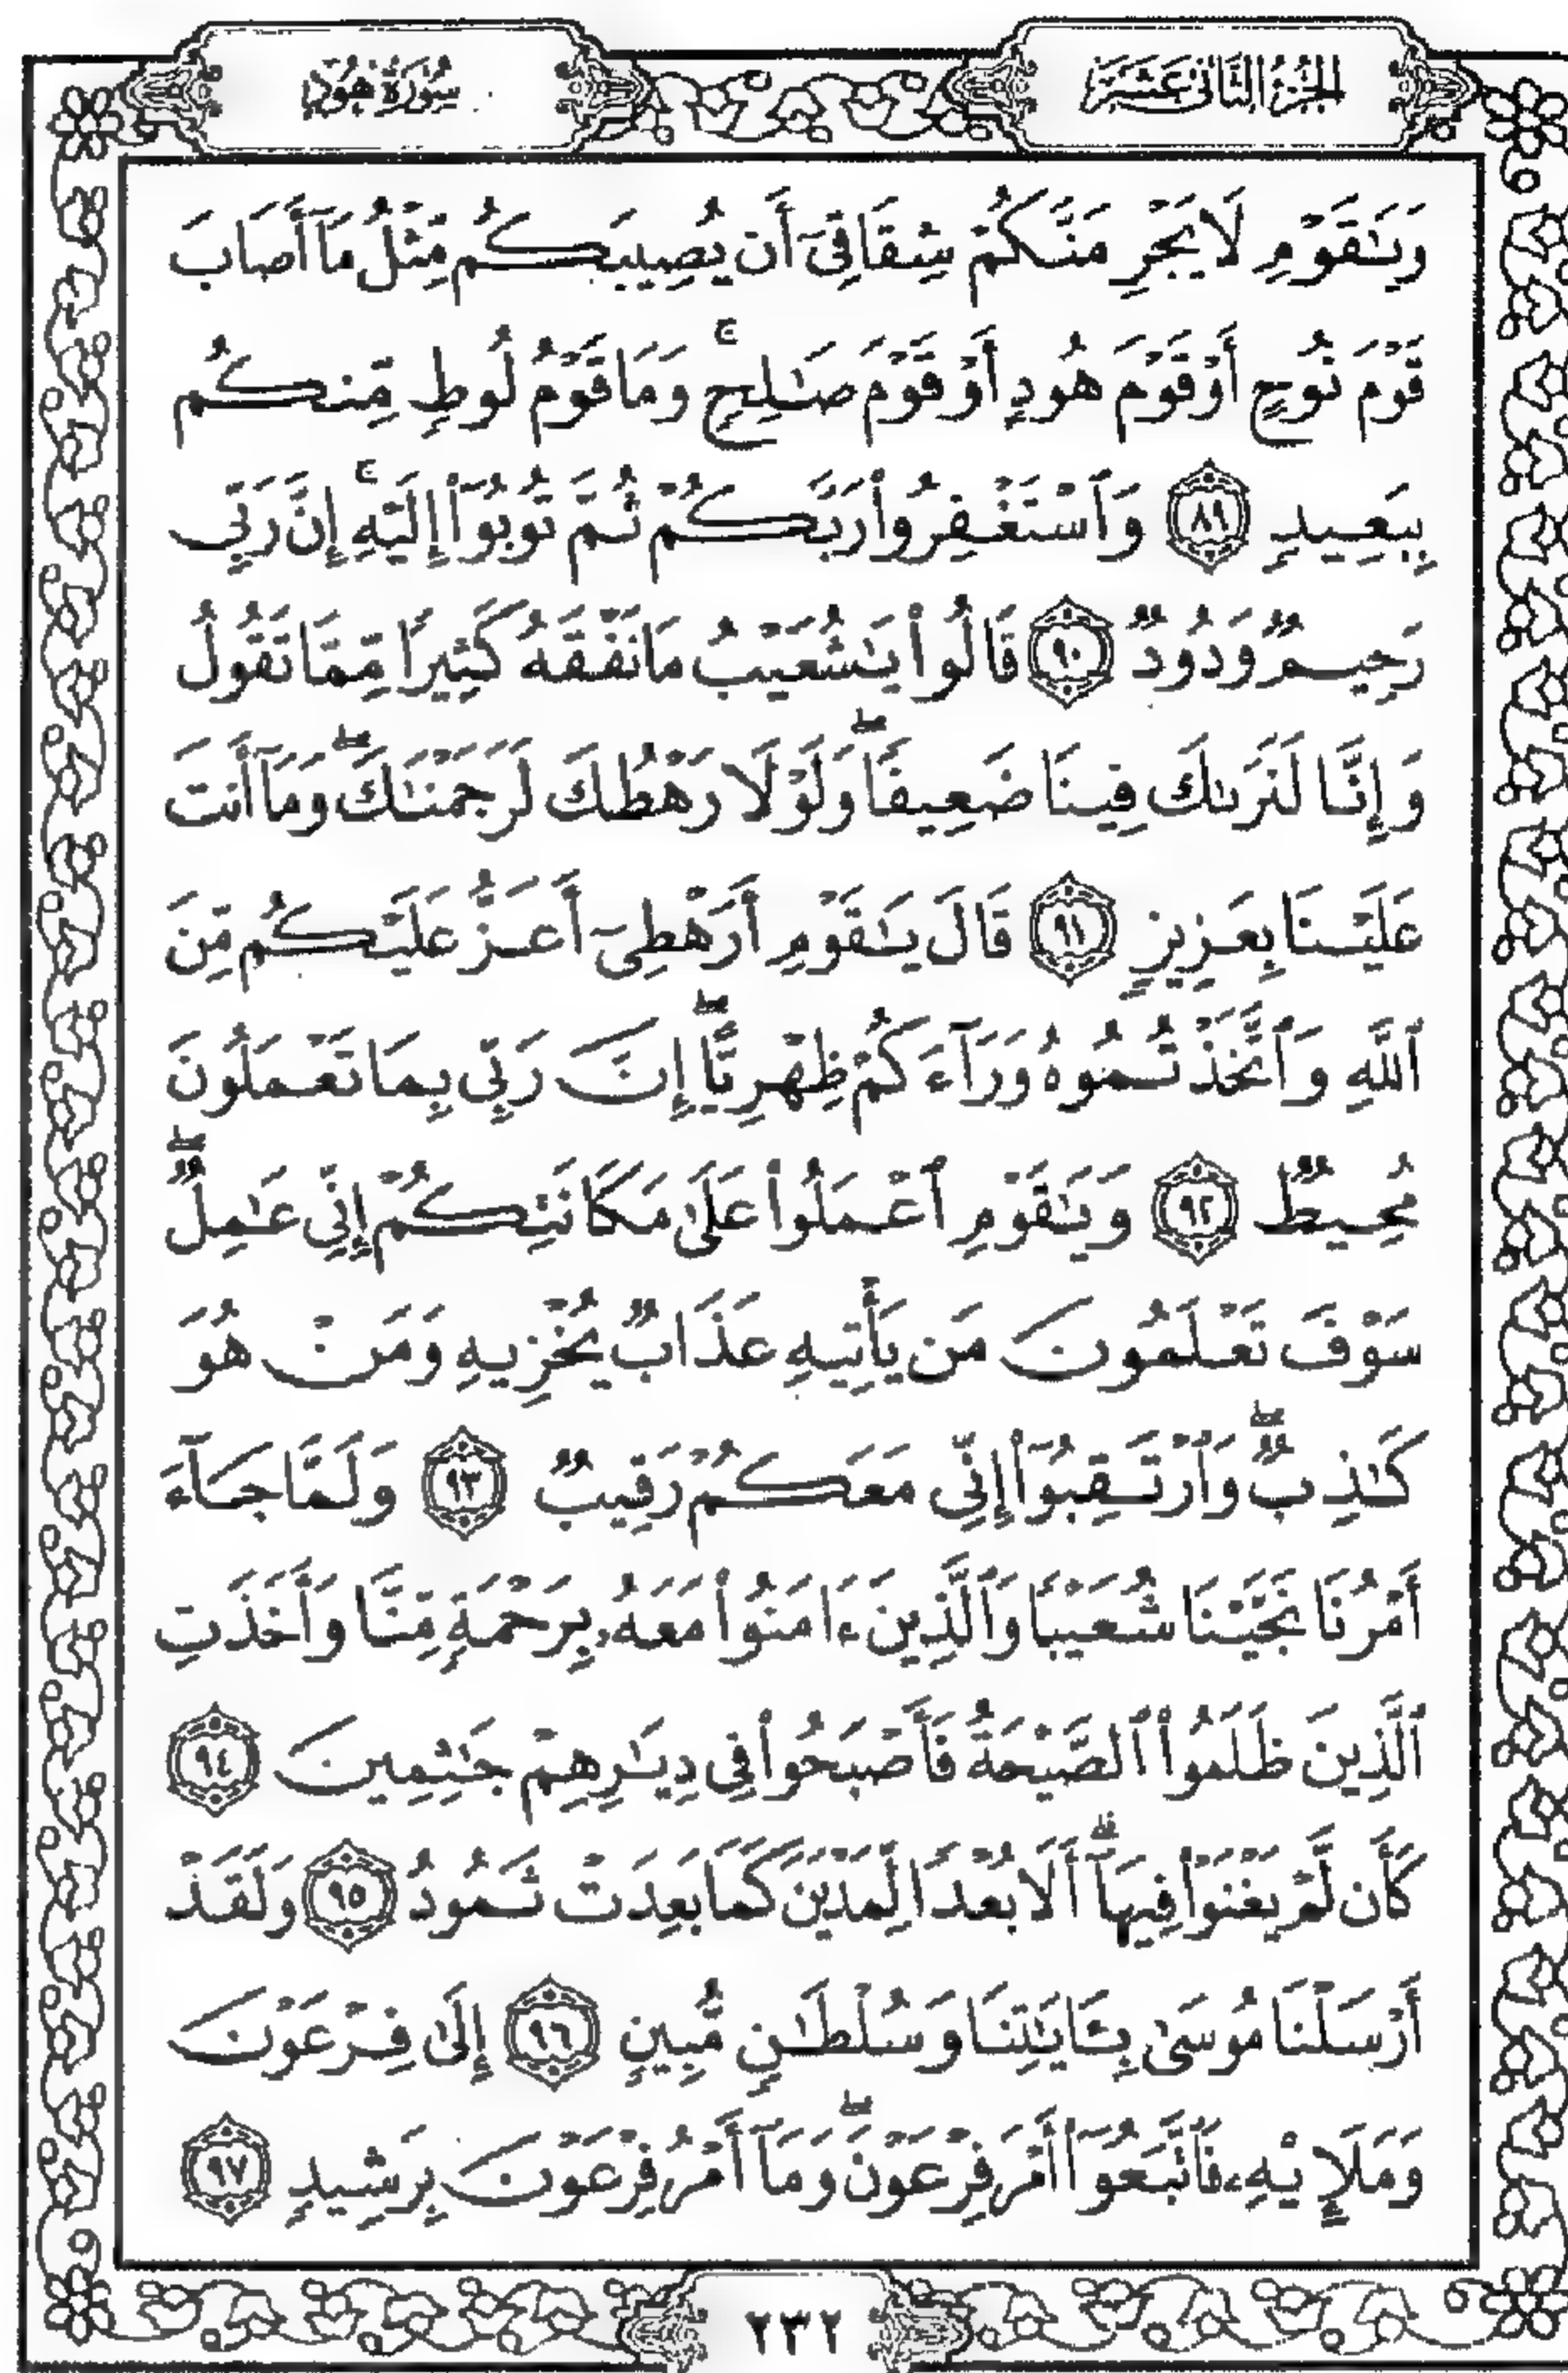 الجزء الثاني عشر
سورة هود
وَيَٰقَوْمِ لَا يَجْرِمَنَّكُمْ شِقَاقِىٓ أَن يُصِيبَكُم مِّثْلُ مَآ أَصَابَ
قَوْمَ نُوحٍ أَوْ قَوْمَ هُودٍ أَوْ قَوْمَ صَٰلِحٍ ۚ وَمَا قَوْمُ لُوطٍ مِّنكُم
بِبَعِيدٍ ٨٩ وَٱسْتَغْفِرُوا۟ رَبَّكُمْ ثُمَّ تُوبُوٓا۟ إِلَيْهِ ۚ إِنَّ رَبِّى
رَحِيمٌ وَدُودٌ ٩٠ قَالُوا۟ يَٰشُعَيْبُ مَا نَفْقَهُ كَثِيرًا مِّمَّا تَقُولُ
وَإِنَّا لَنَرَىٰكَ فِينَا ضَعِيفًا ۖ وَلَوْلَا رَهْطُكَ لَرَجَمْنَٰكَ ۖ وَمَآ أَنتَ
عَلَيْنَا بِعَزِيزٍ ٩١ قَالَ يَٰقَوْمِ أَرَهْطِىٓ أَعَزُّ عَلَيْكُم مِّنَ
ٱللَّهِ وَٱتَّخَذْتُمُوهُ وَرَآءَكُمْ ظِهْرِيًّا ۖ إِنَّ رَبِّى بِمَا تَعْمَلُونَ
مُحِيطٌ ٩٢ وَيَٰقَوْمِ ٱعْمَلُوا۟ عَلَىٰ مَكَانَتِكُمْ إِنِّى عَٰمِلٌ ۖ
سَوْفَ تَعْلَمُونَ مَن يَأْتِيهِ عَذَابٌ يُخْزِيهِ وَمَنْ هُوَ
كَٰذِبٌ ۖ وَٱرْتَقِبُوٓا۟ إِنِّى مَعَكُمْ رَقِيبٌ ٩٣ وَلَمَّا جَآءَ
أَمْرُنَا نَجَّيْنَا شُعَيْبًا وَٱلَّذِينَ ءَامَنُوا۟ مَعَهُۥ بِرَحْمَةٍ مِّنَّا وَأَخَذَتِ
ٱلَّذِينَ ظَلَمُوا۟ ٱلصَّيْحَةُ فَأَصْبَحُوا۟ فِى دِيَٰرِهِمْ جَٰثِمِينَ ٩٤
كَأَن لَّمْ يَغْنَوْا۟ فِيهَآ ۗ أَلَا بُعْدًا لِّمَدْيَنَ كَمَا بَعِدَتْ ثَمُودُ ٩٥ وَلَقَدْ
أَرْسَلْنَا مُوسَىٰ بِـَٔايَٰتِنَا وَسُلْطَٰنٍ مُّبِينٍ ٩٦ إِلَىٰ فِرْعَوْنَ
وَمَلَإِي۟هِۦ فَٱتَّبَعُوٓا۟ أَمْرَ فِرْعَوْنَ ۖ وَمَآ أَمْرُ فِرْعَوْنَ بِرَشِيدٍ ٩٧
٢٣٢